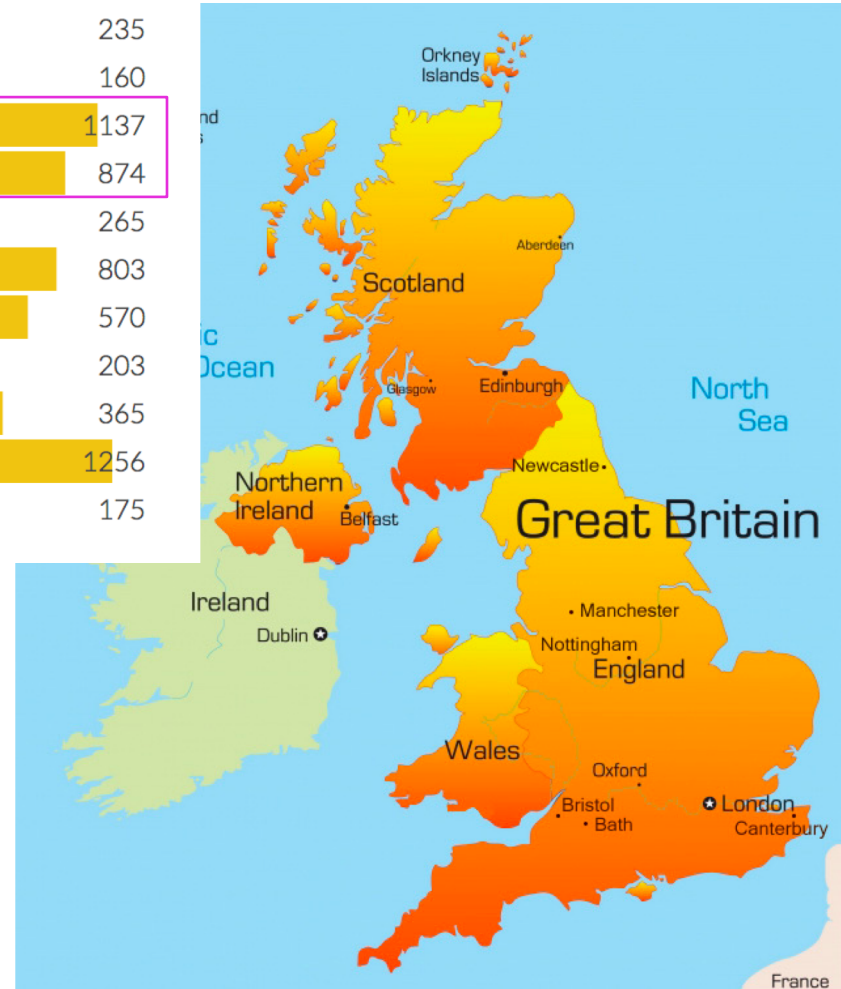 235
160
1137
874
265
803
570
203
365
1256
175
Orkney
Islands
nd
s
Aberdeen
Scotland
ic
Ocean
Glasgow
Edinburgh
North
Sea
Newcastle
Northern
Ireland
Belfast
Great Britain
Ireland
Dublin
Manchester
Nottingham
England
Wales
Oxford
London
Bristol
Bath
Canterbury
France